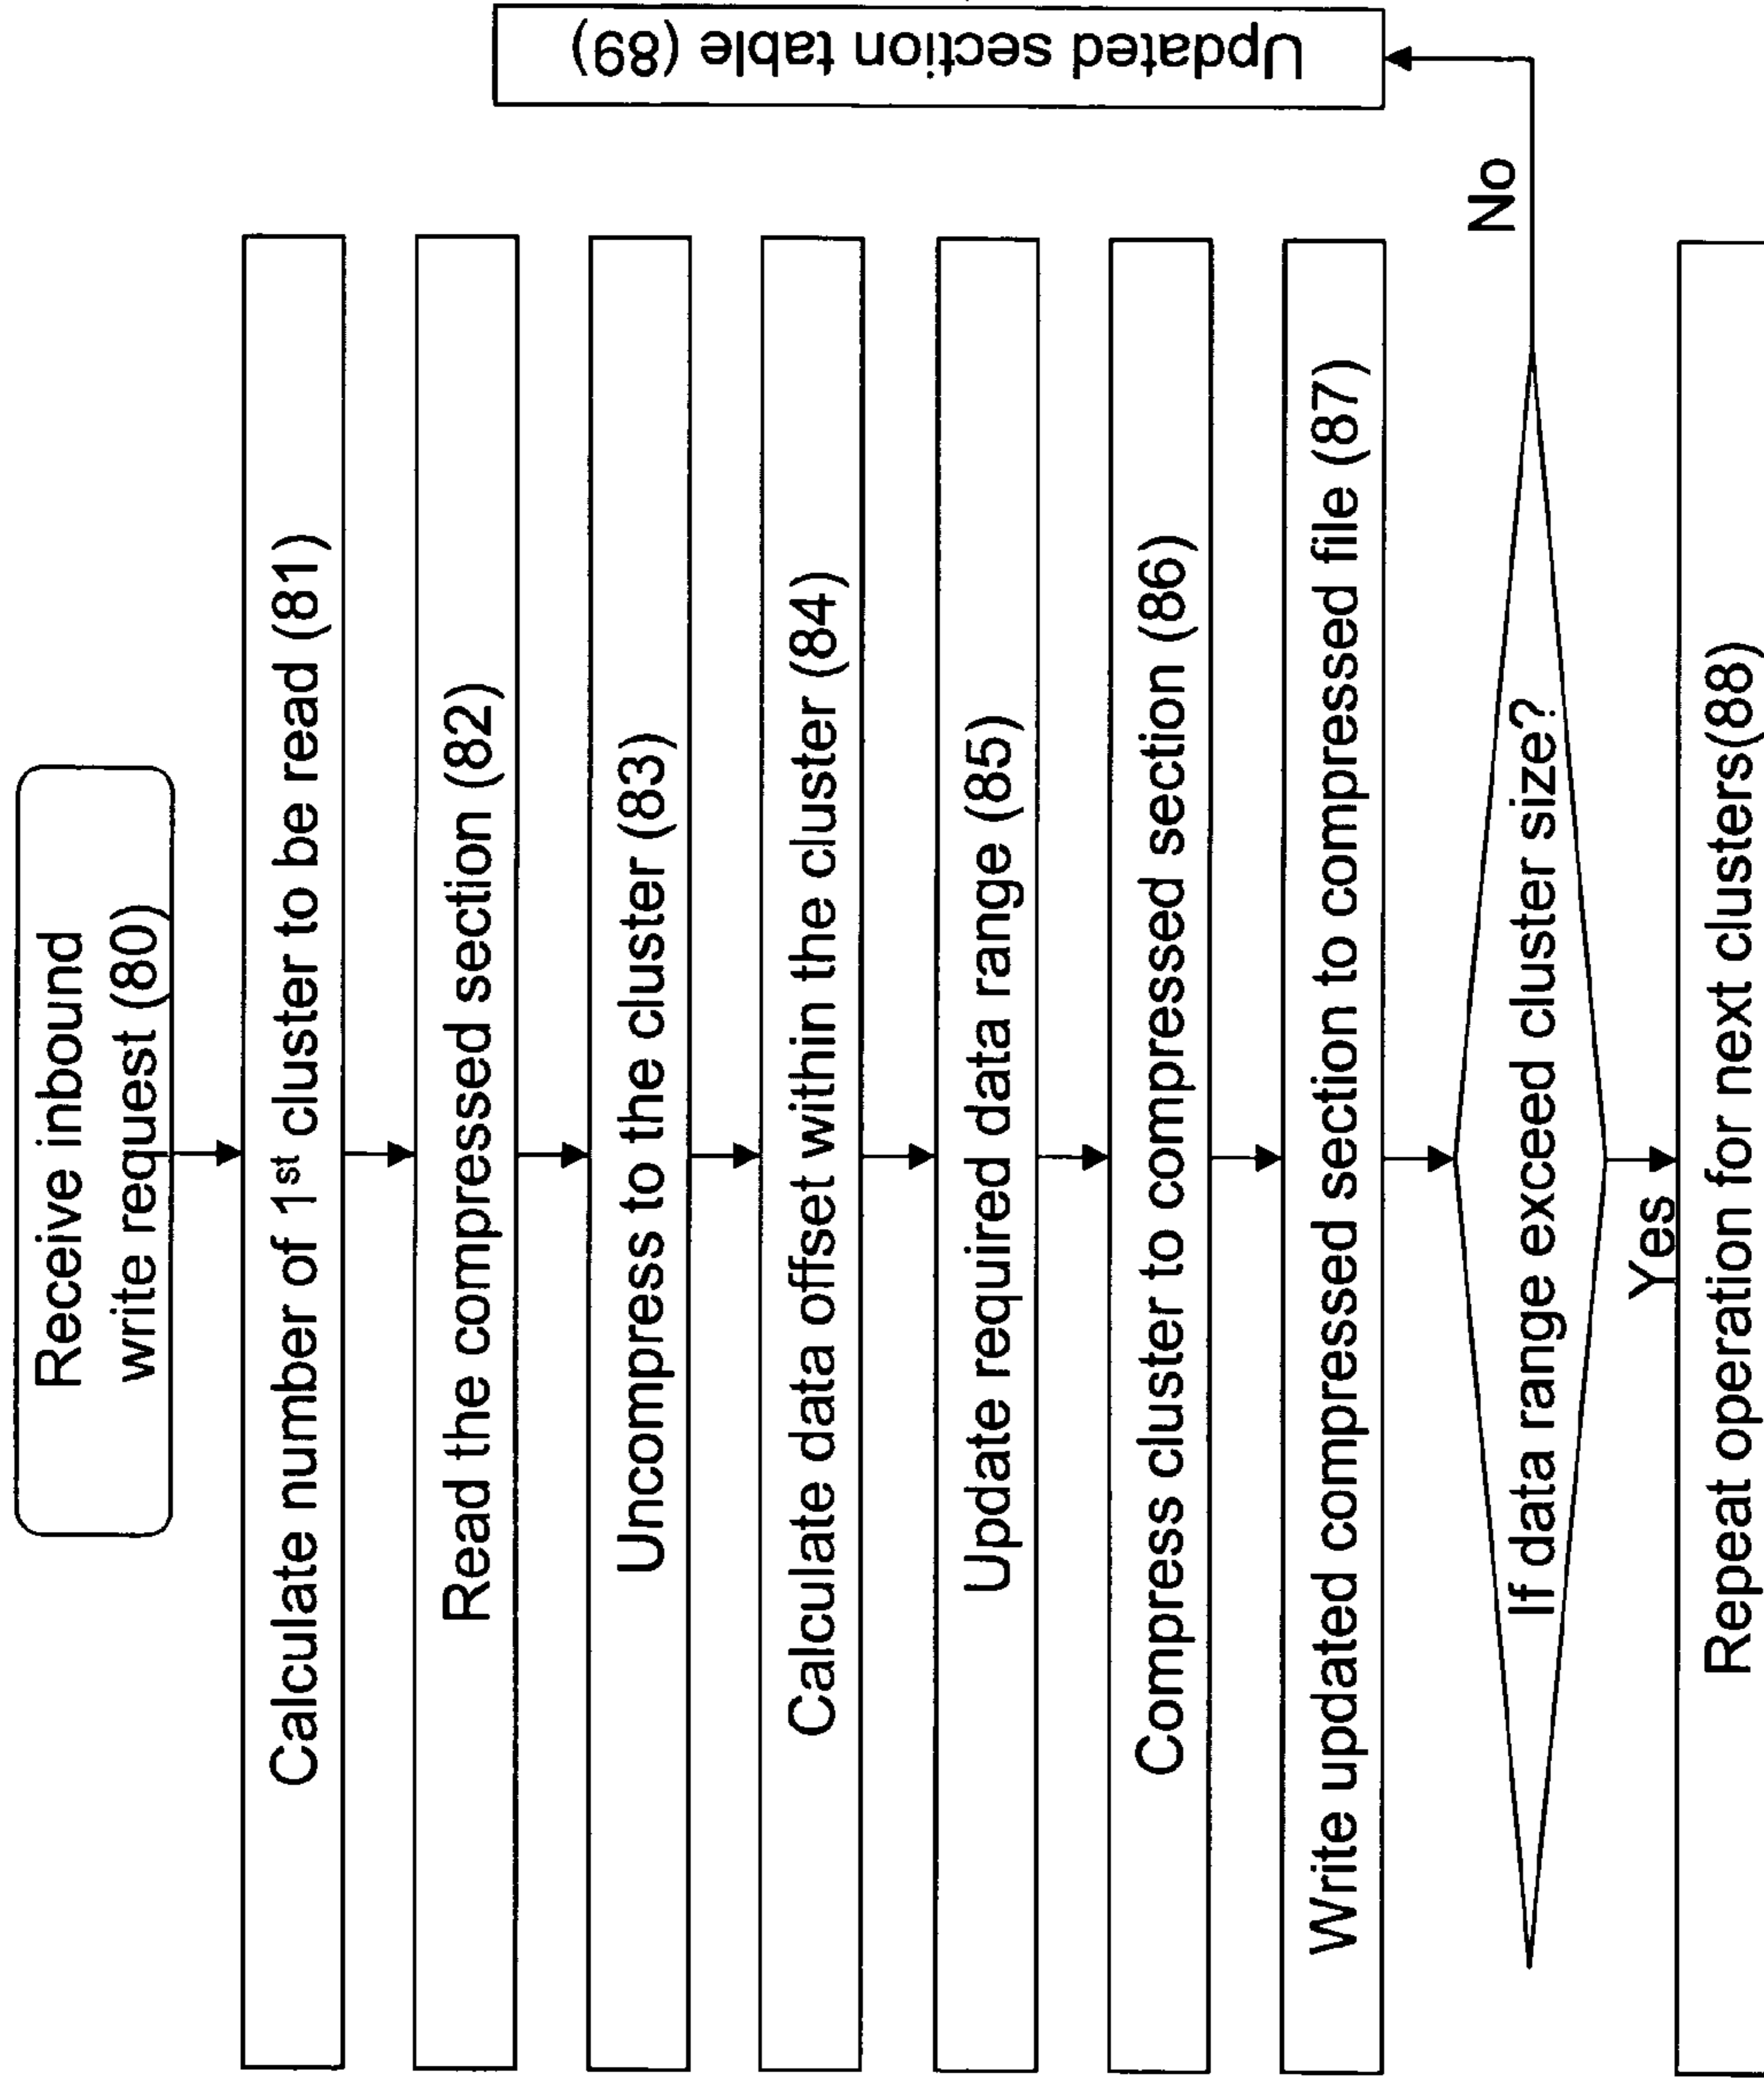 Receive inbound
write request (80)
Calculate number of 1st cluster to be read (81)
Read the compressed section (82)
Uncompress to the cluster (83)
Calculate data offset within the cluster (84)
Update required data range (85)
Compress cluster to compressed section (86)
Write updated compressed section to compressed file (87)
If data range exceed cluster size?
No
Updated section table (89)
Yes
Repeat operation for next clusters(88)